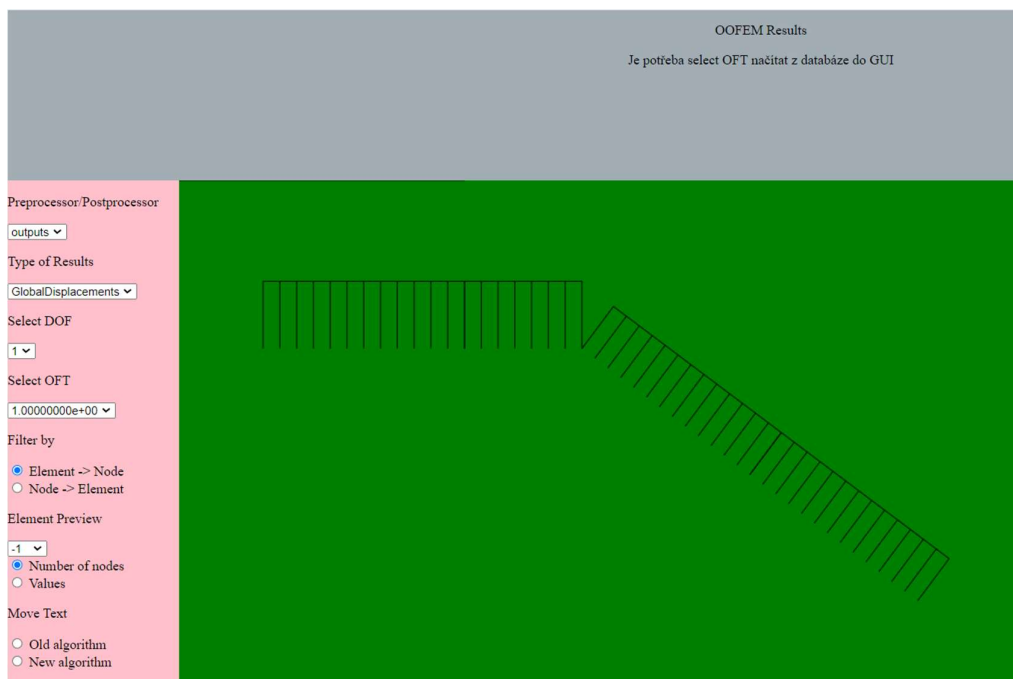 OOFEM Results
Je potřeba select OFT načítat z databáze do GUI
Preprocessor/Postprocessor
outputs
Type of Results
GlobalDisplacements
Select DOF
1
Select OFT
1.00000000e+00
Filter by
Element -> Node
Node -> Element
Element Preview
-1
Number of nodes
Values
Move Text
Old algorithm
New algorithm